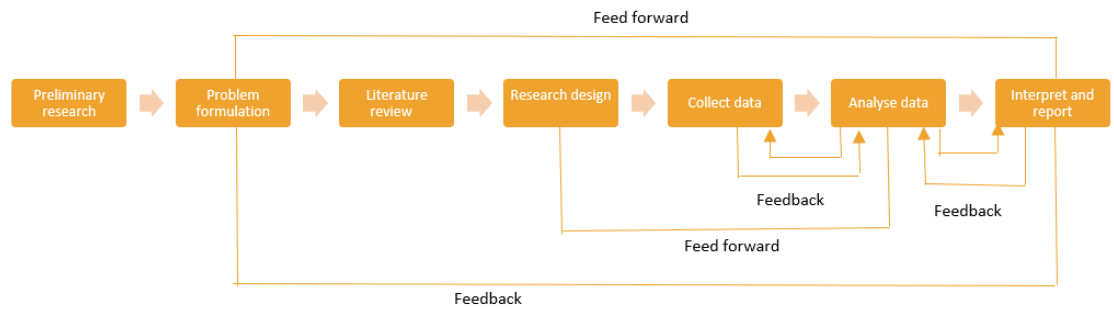 Feed forward
Preliminary
research
Problem
formulation
Literature
review
Research design
Collect data
Analyse data
Interpret and
report
Feedback
Feedback
Feed forward
Feedback